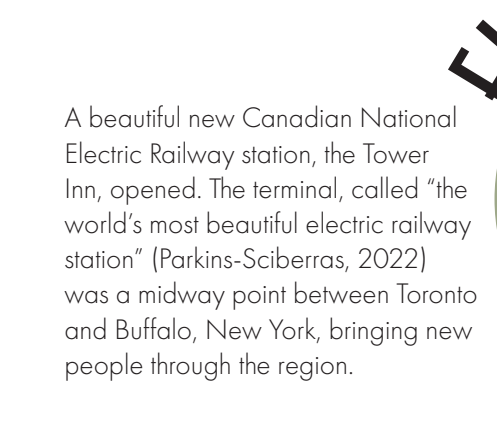 A beautiful new Canadian National
Electric Railway station, the Tower
Inn, opened. The terminal, called “the
world’s most beautiful electric railway
station” (Parkins-Sciberras, 2022)
was a midway point between Toronto
and Buffalo, New York, bringing new
people through the region.